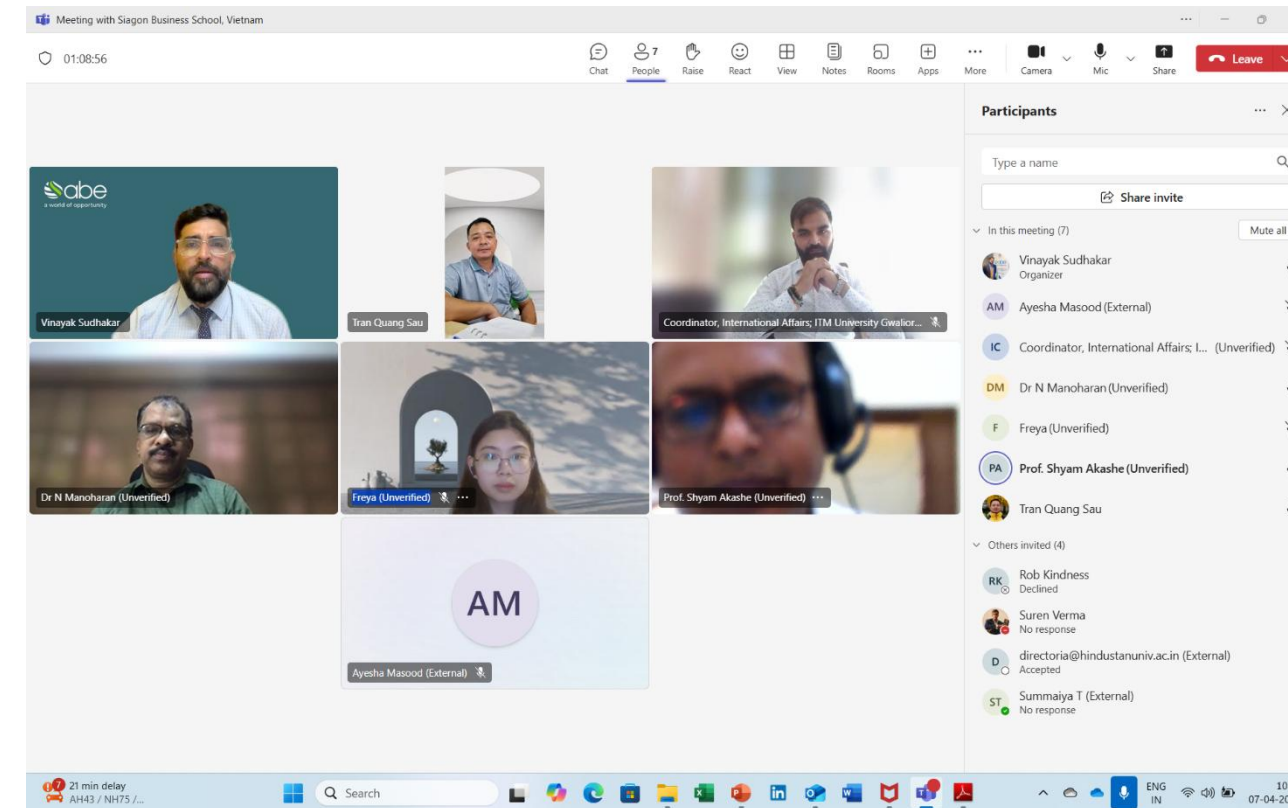 Meeting with Siagon Business School, Vietnam
01:08:56
Chat
7
People
Raise
React
View
Notes
Rooms
Apps
More
Camera
Mic
Share
Leave
abe
a world of opportunity
Vinayak Sudhakar
Tran Quang Sau
Coordinator, International Affairs; ITM University Gwalior...
Dr N Manoharan (Unverified)
Freya (Unverified)
Prof. Shyam Akashe (Unverified)
AM
Ayesha Masood (External)
Participants
Type a name
Share invite
In this meeting (7)
Mute all
Vinayak Sudhakar
Organizer
AM
Ayesha Masood (External)
IC
Coordinator, International Affairs; I... (Unverified)
DM
Dr N Manoharan (Unverified)
F
Freya (Unverified)
PA
Prof. Shyam Akashe (Unverified)
Tran Quang Sau
Others invited (4)
RK
Rob Kindness
Declined
Suren Verma
No response
D
directoria@hindustanuniv.ac.in (External)
Accepted
ST
Summaiya T (External)
No response
7
21 min delay
AH43 / NH75 /...
Search
ENG
IN
10
07-04-20